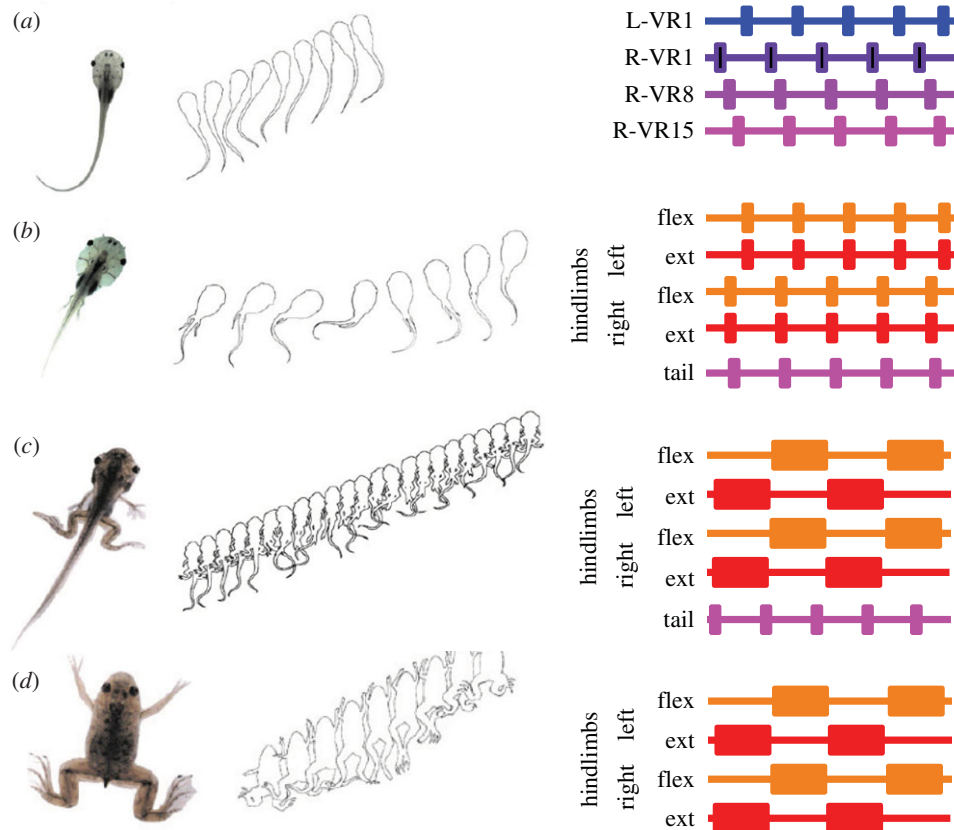 (a)
L-VR1
R-VR1
R-VR8
R-VR15
(b)
hindlimbs
left
right
flex
ext
flex
ext
tail
(c)
hindlimbs
left
right
flex
ext
flex
ext
tail
(d)
hindlimbs
left
right
flex
ext
flex
ext